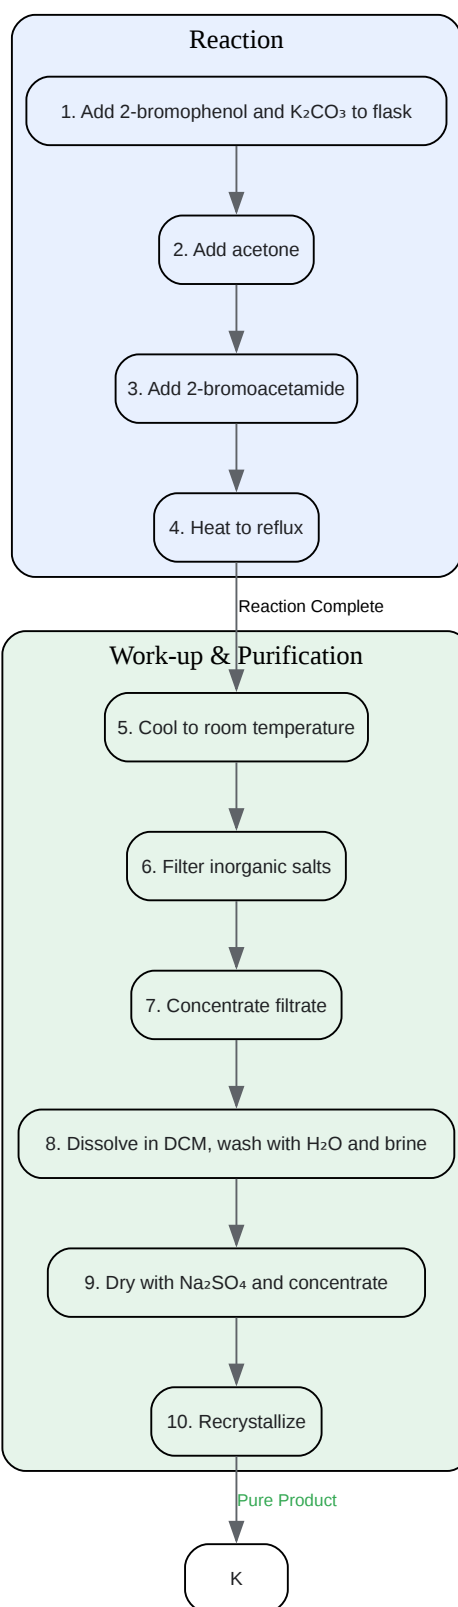 Reaction
1. Add 2-bromophenol and K₂CO₃ to flask
2. Add acetone
3. Add 2-bromoacetamide
4. Heat to reflux
Reaction Complete
Work-up & Purification
5. Cool to room temperature
6. Filter inorganic salts
7. Concentrate filtrate
8. Dissolve in DCM, wash with H₂O and brine
9. Dry with Na₂SO₄ and concentrate
10. Recrystallize
Pure Product
K